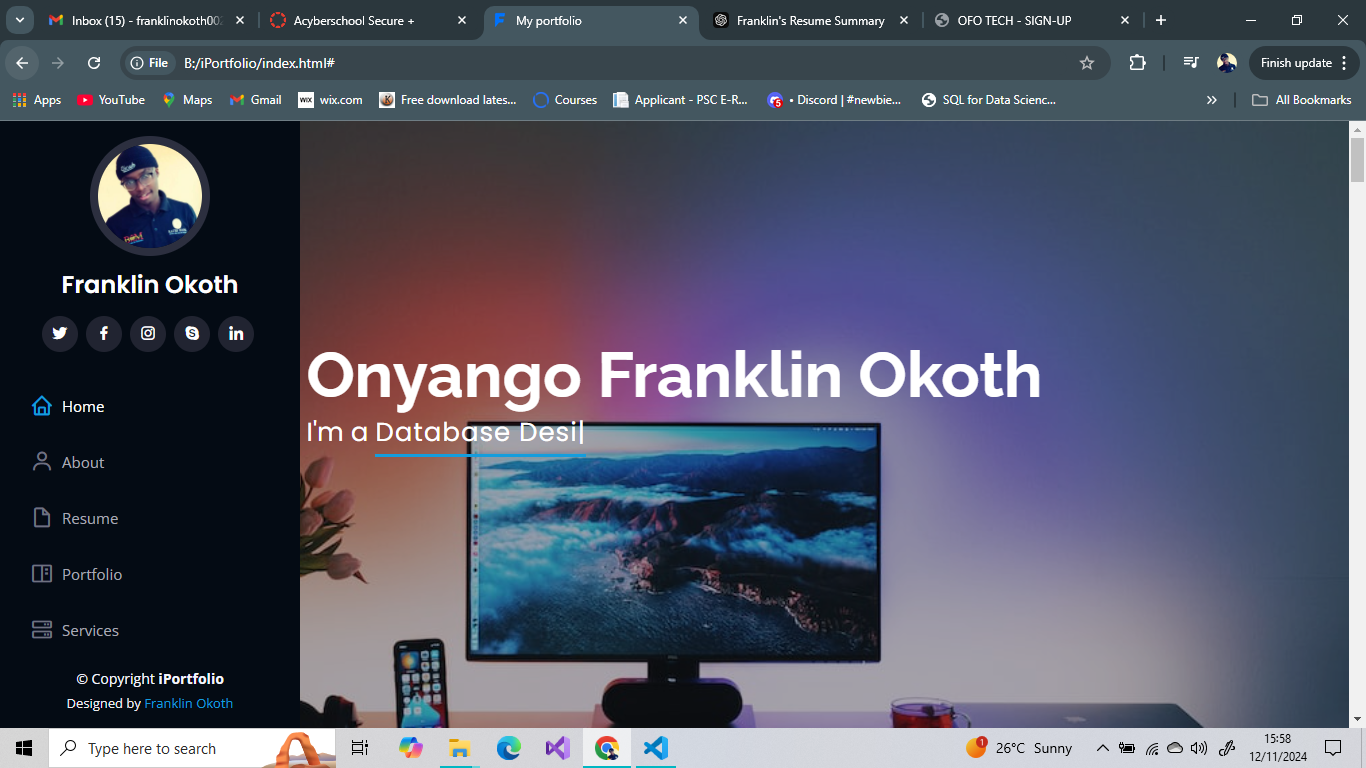 Inbox (15) - franklinokoth00
Acyberschool Secure +
My portfolio
Franklin's Resume Summary
OFO TECH - SIGN-UP
File
B:/iPortfolio/index.html#
Finish update
Apps
YouTube
Maps
Gmail
WIX wix.com
Free download lates...
Courses
Applicant - PSC E-R...
5 • Discord | #newbie...
SQL for Data Scienc...
»
All Bookmarks
Franklin Okoth
Home
About
Resume
Portfolio
Services
© Copyright iPortfolio
Designed by Franklin Okoth
Onyango Franklin Okoth
I'm a Database Desi|
Type here to search
1
26°C Sunny
15:58
12/11/2024